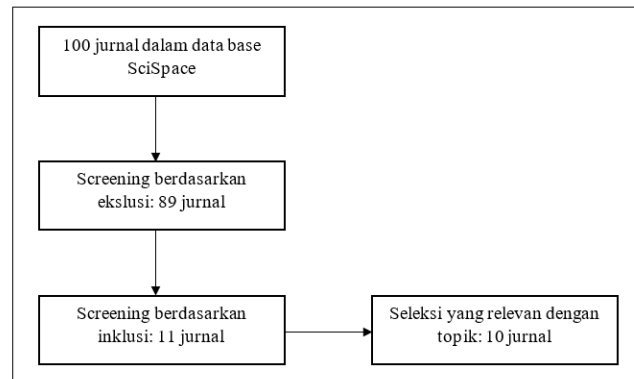 100 jurnal dalam data base
SciSpace
Screening berdasarkan
ekslusi: 89 jurnal
Screening berdasarkan
inklusi: 11 jurnal
Seleksi yang relevan dengan
topik: 10 jurnal